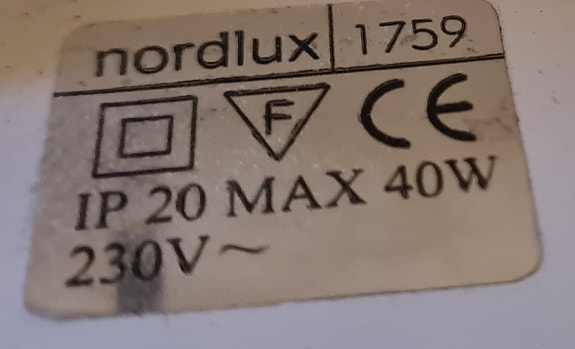 nordlux 1759
F CE
IP 20 MAX 40W
230V~